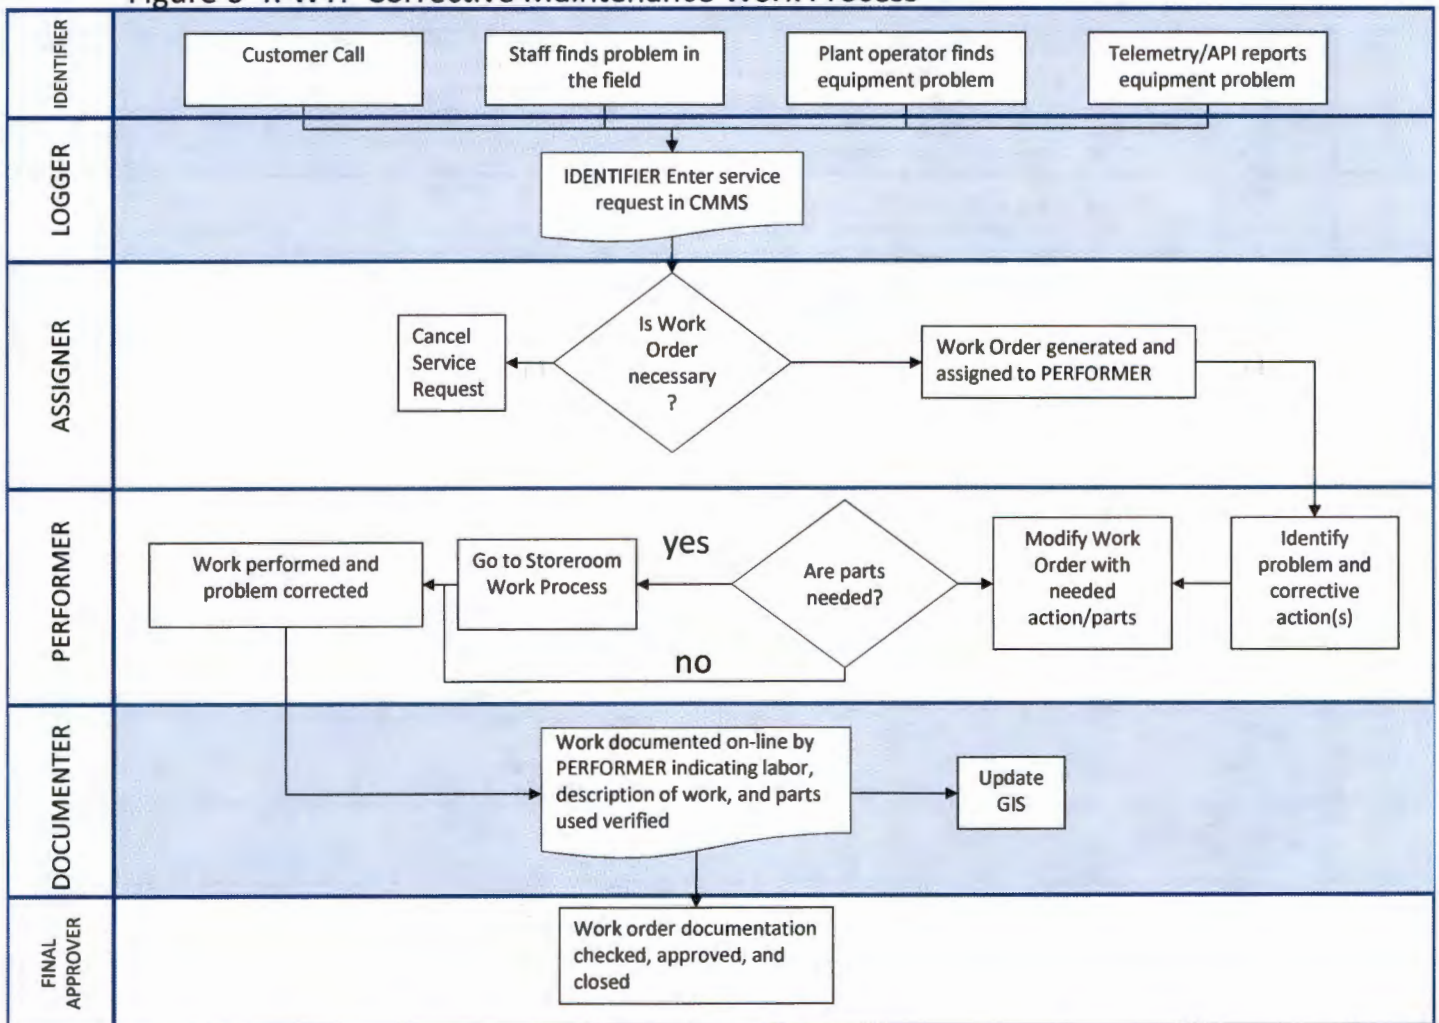 Corrective Maintenance Work Process
IDENTIFIER
Customer Call
Staff finds problem in
the field
Plant operator finds
equipment problem
Telemetry/API reports
equipment problem
LOGGER
IDENTIFIER Enter service
request in CMMS
ASSIGNER
Cancel
Service
Request
Is Work
Order
necessary
?
Work Order generated and
assigned to PERFORMER
PERFORMER
Work performed and
problem corrected
Go to Storeroom
Work Process
yes
no
Are parts
needed?
Modify Work
Order with
needed
action/parts
Identify
problem and
corrective
action(s)
DOCUMENTER
Work documented on-line by
PERFORMER indicating labor,
description of work, and parts
used verified
Update
GIS
FINAL
APPROVER
Work order documentation
checked, approved, and
closed